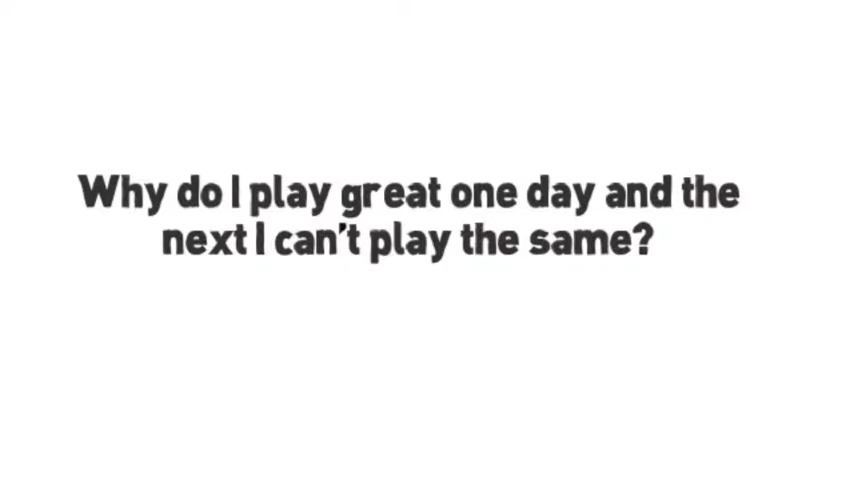 Why do I play great one day and the
next I can't play the same?